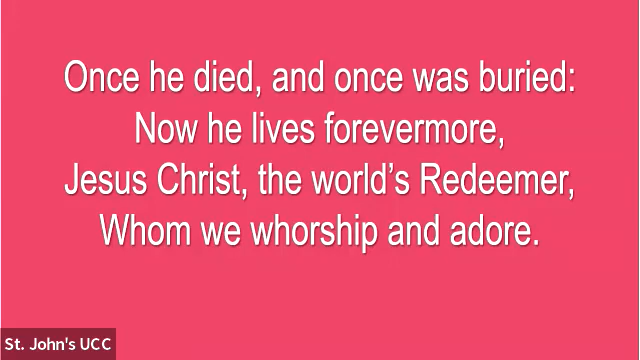 Once he died, and once was buried:
Now he lives forevermore,
Jesus Christ, the world's Redeemer,
Whom we whorship and adore.
St. John's UCC